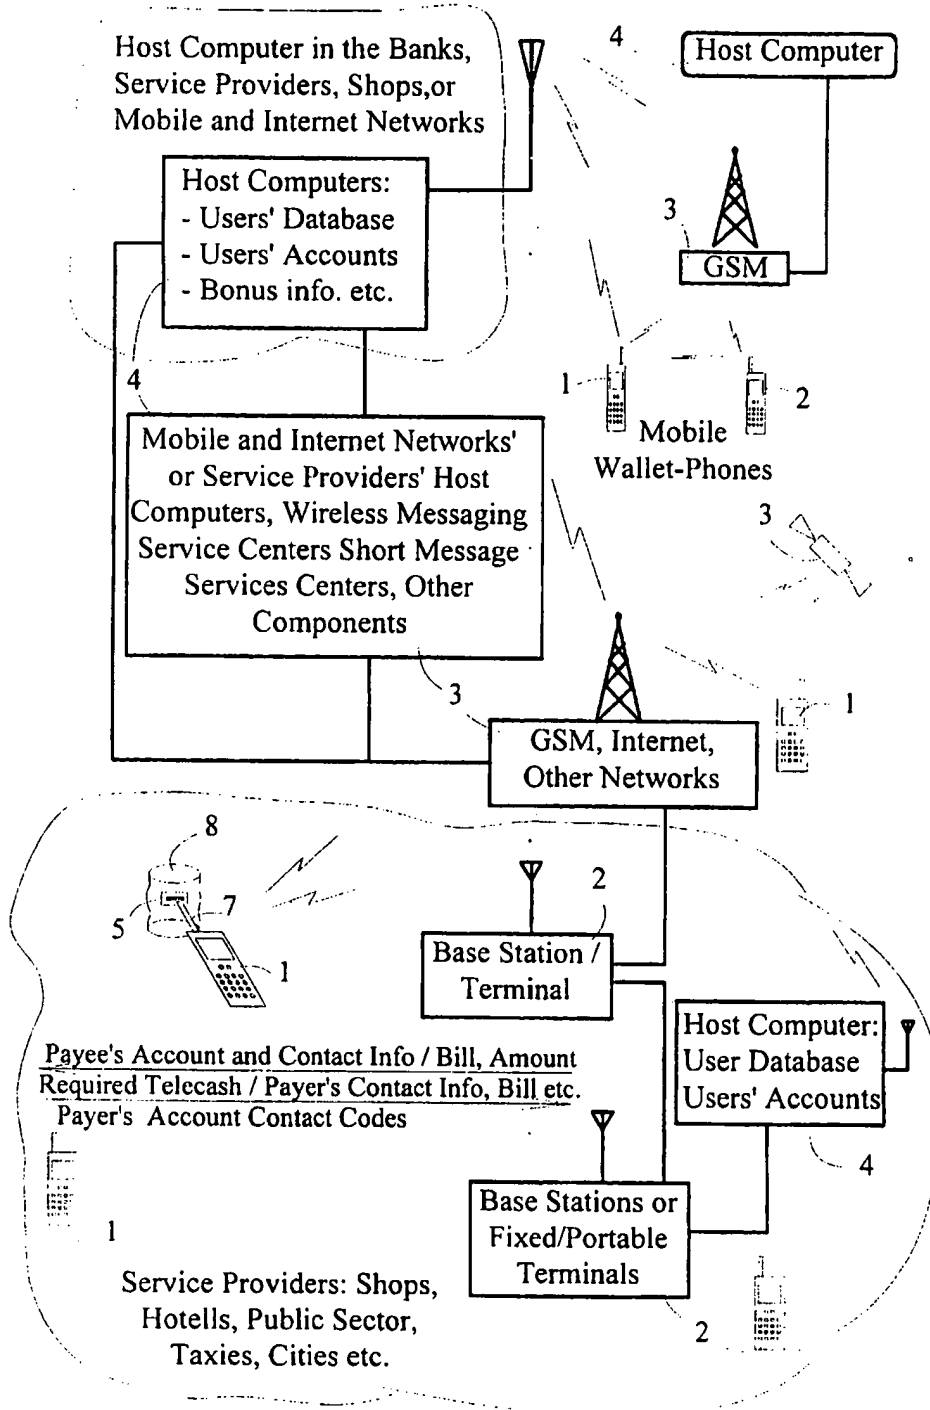 Host Computer in the Banks,
Service Providers, Shops,or
Mobile and Internet Networks
4
Host Computer
Host Computers:
- Users' Database
- Users' Accounts
- Bonus info. etc.
3
GSM
4
1
2
Mobile
Wallet-Phones
Mobile and Internet Networks'
or Service Providers' Host
Computers, Wireless Messaging
Service Centers Short Message
Services Centers, Other
Components
3
3
1
GSM, Internet,
Other Networks
8
5
7
1
2
Base Station /
Terminal
Host Computer:
User Database
Users' Accounts
4
Payee's Account and Contact Info / Bill, Amount
Required Telecash / Payer's Contact Info, Bill etc.
Payer's Account Contact Codes
1
Base Stations or
Fixed/Portable
Terminals
2
Service Providers: Shops,
Hotells, Public Sector,
Taxies, Cities etc.